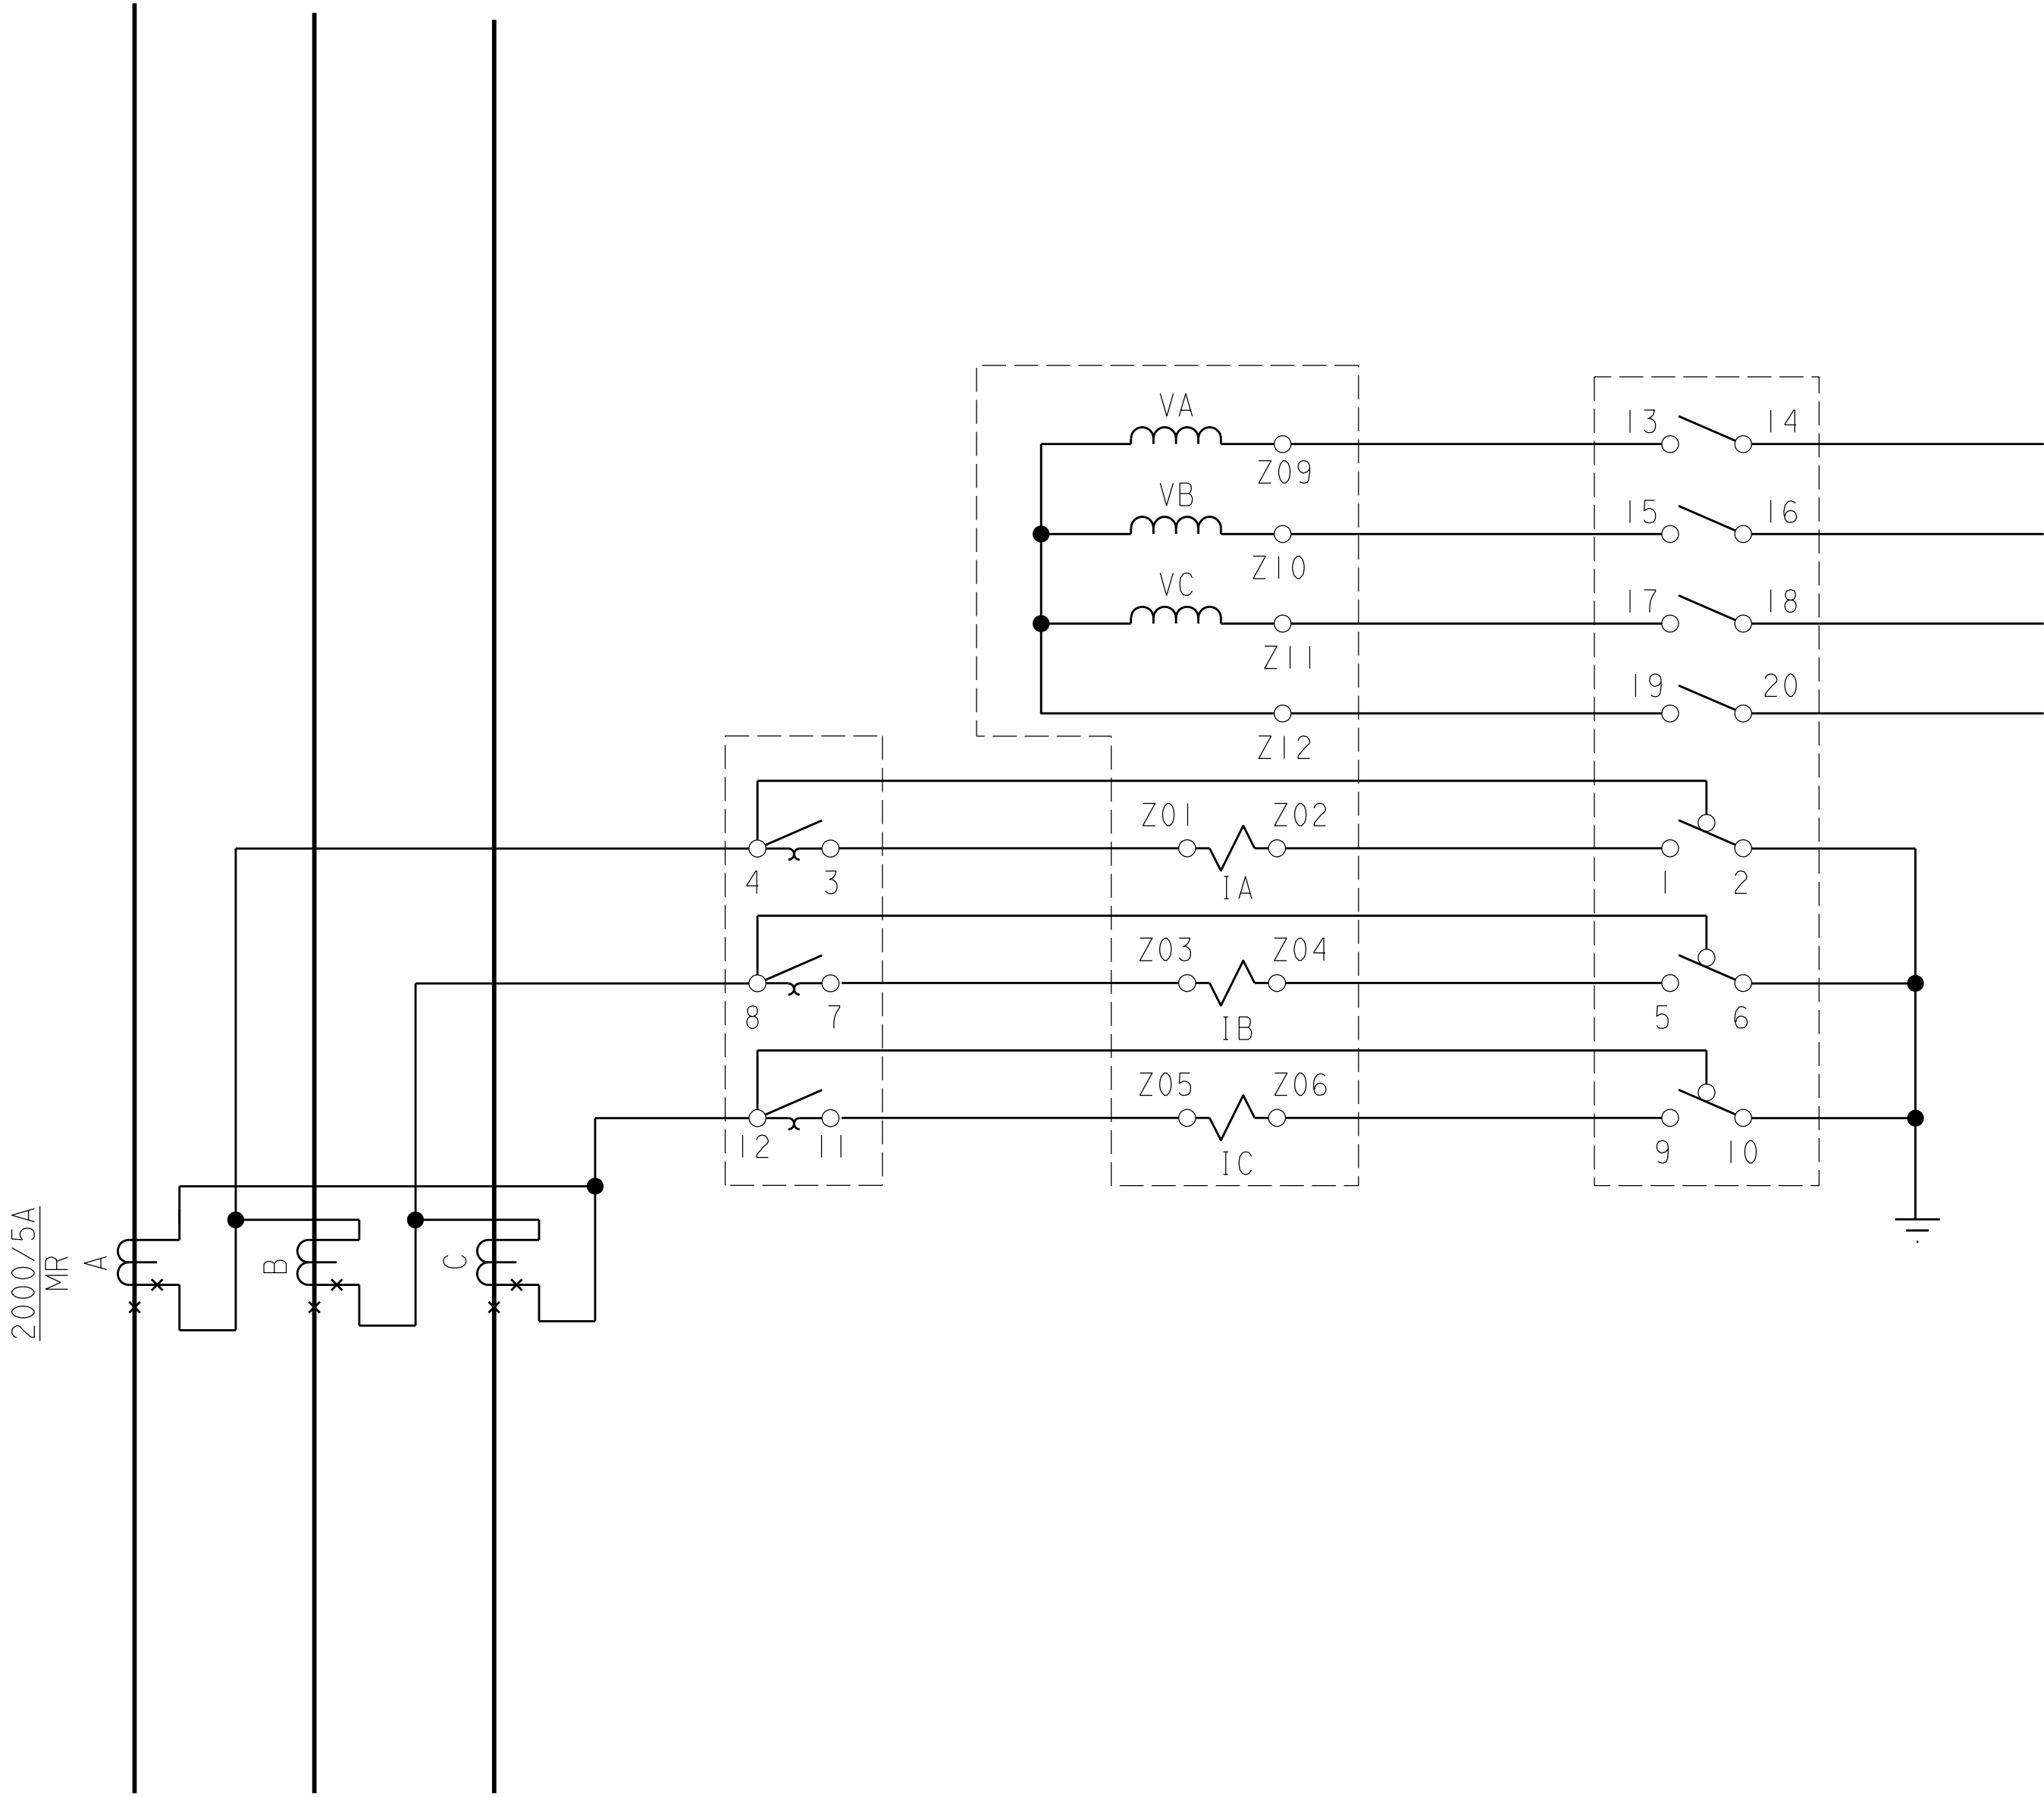 VA
13 14
Z09
VB
15 16
Z10
VC
17 18
Z11
19 20
Z12
Z01 Z02
4 3 IA 1 2
Z03 Z04
8 7 IB 5 6
Z05 Z06
12 11 IC 9 10
2000/5A
MR
A
B
C